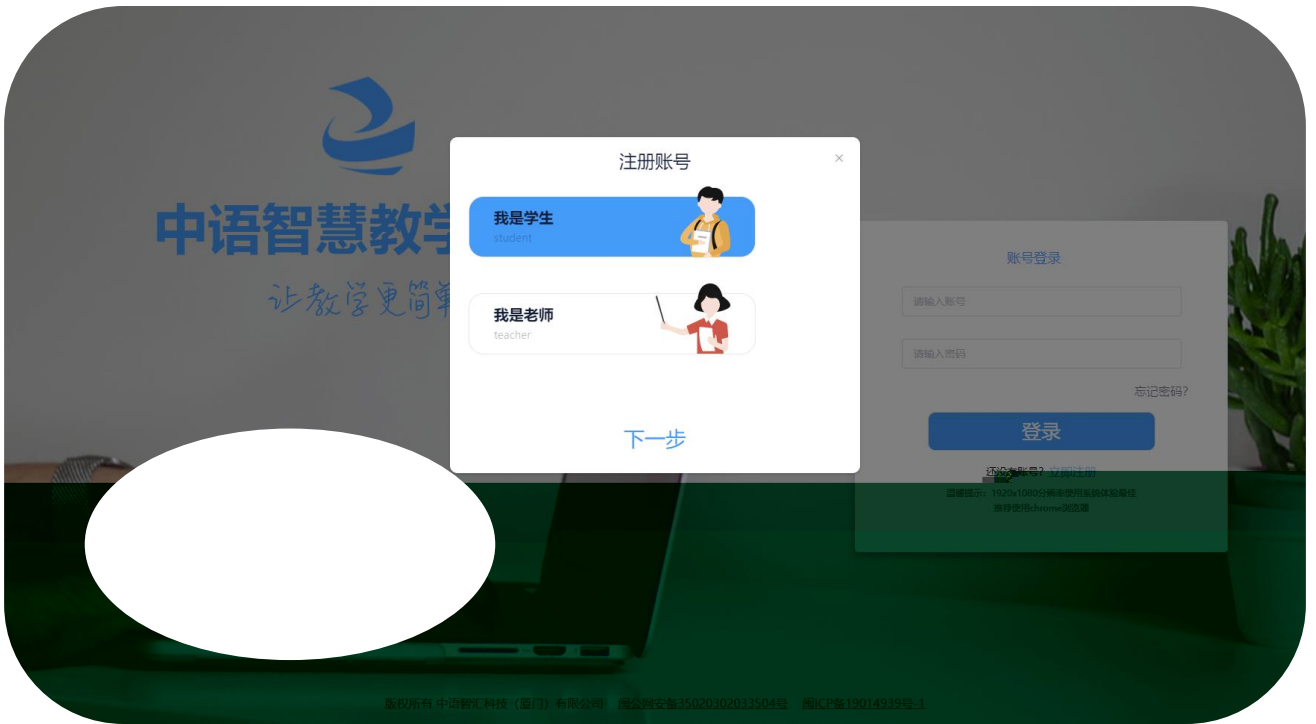 中语智慧教学
让教学更简单
注册账号
×
我是学生
student
我是老师
teacher
下一步
账号登录
请输入账号
请输入密码
忘记密码?
登录
还没有账号? 立即注册
温馨提示：1920x1080分辨率使用系统体验最佳
推荐使用chrome浏览器
版权所有 中语智汇科技（厦门）有限公司 闽公网安备35020302033504号 闽ICP备19014939号-1